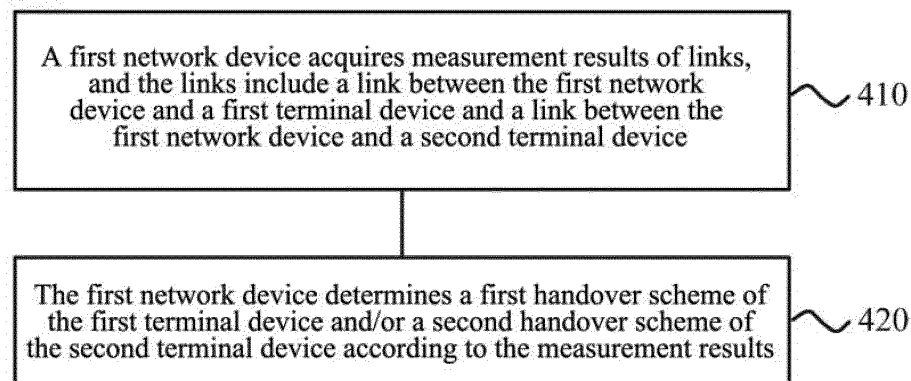 A first network device acquires measurement results of links,
and the links include a link between the first network
device and a first terminal device and a link between the
first network device and a second terminal device
410
The first network device determines a first handover scheme of
the first terminal device and/or a second handover scheme of
the second terminal device according to the measurement results
420